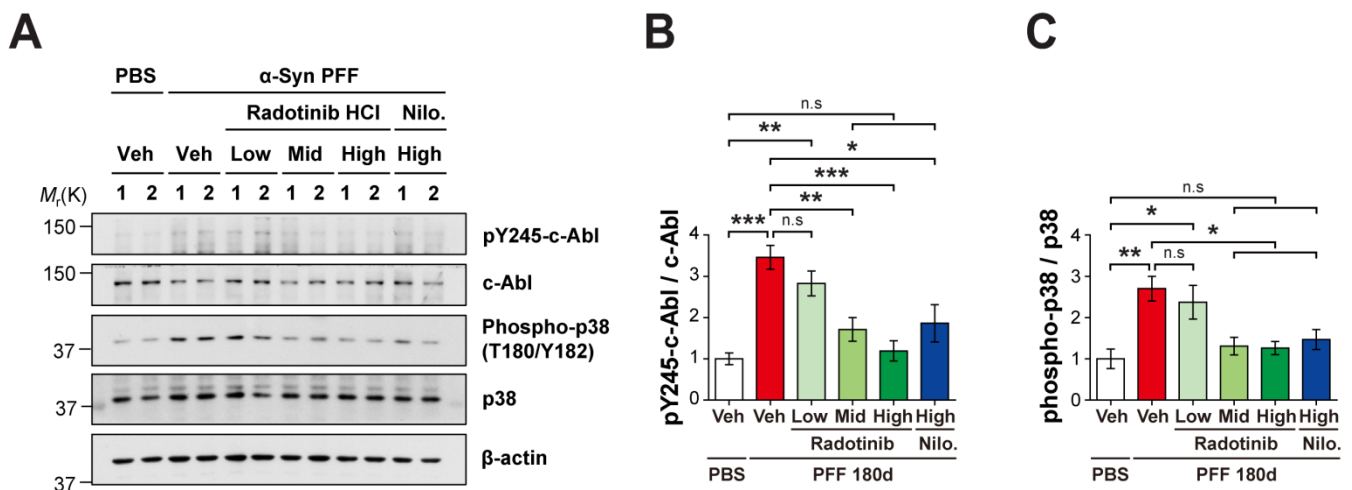 A
PBS α-Syn PFF
Radotinib HCl Nilo.
Veh Veh Low Mid High High
Mr(K) 1 2 1 2 1 2 1 2 1 2 1 2
150 pY245-c-Abl
150 c-Abl
Phospho-p38
37 (T180/Y182)
37 p38
β-actin
37
B
pY245-c-Abl / c-Abl
n.s
**
*
***
**
*** n.s
4
3
2
1
0
Veh Veh Low Mid High High
Radotinib Nilo.
PBS PFF 180d
C
phospho-p38 / p38
n.s
*
*
** n.s
4
3
2
1
0
Veh Veh Low Mid High High
Radotinib Nilo.
PBS PFF 180d